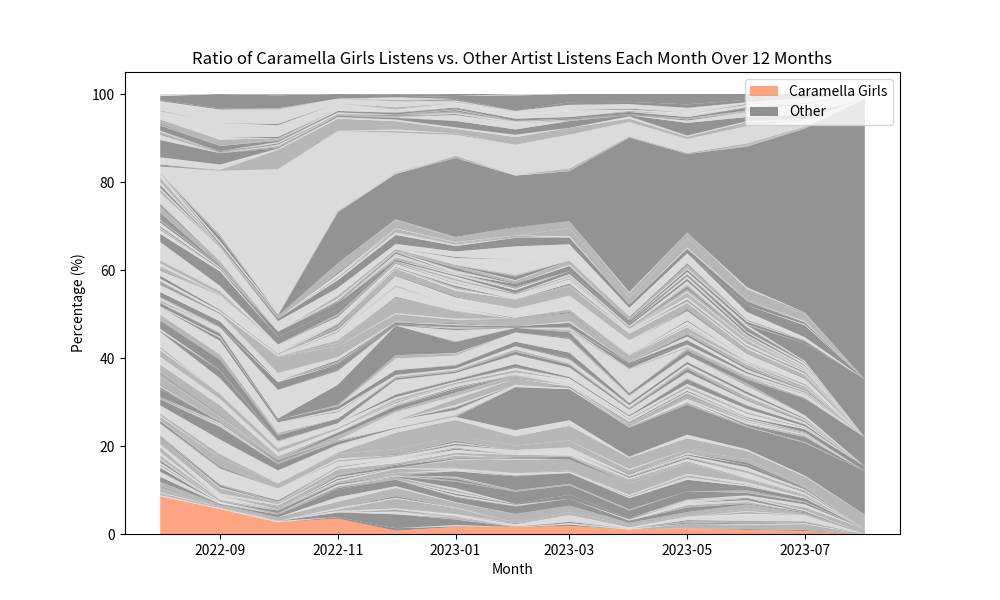 Ratio of Caramella Girls Listens vs. Other Artist Listens Each Month Over 12 Months
Caramella Girls
Other
100
80
60
40
20
0
Percentage (%)
2022-09 2022-11 2023-01 2023-03 2023-05 2023-07
Month